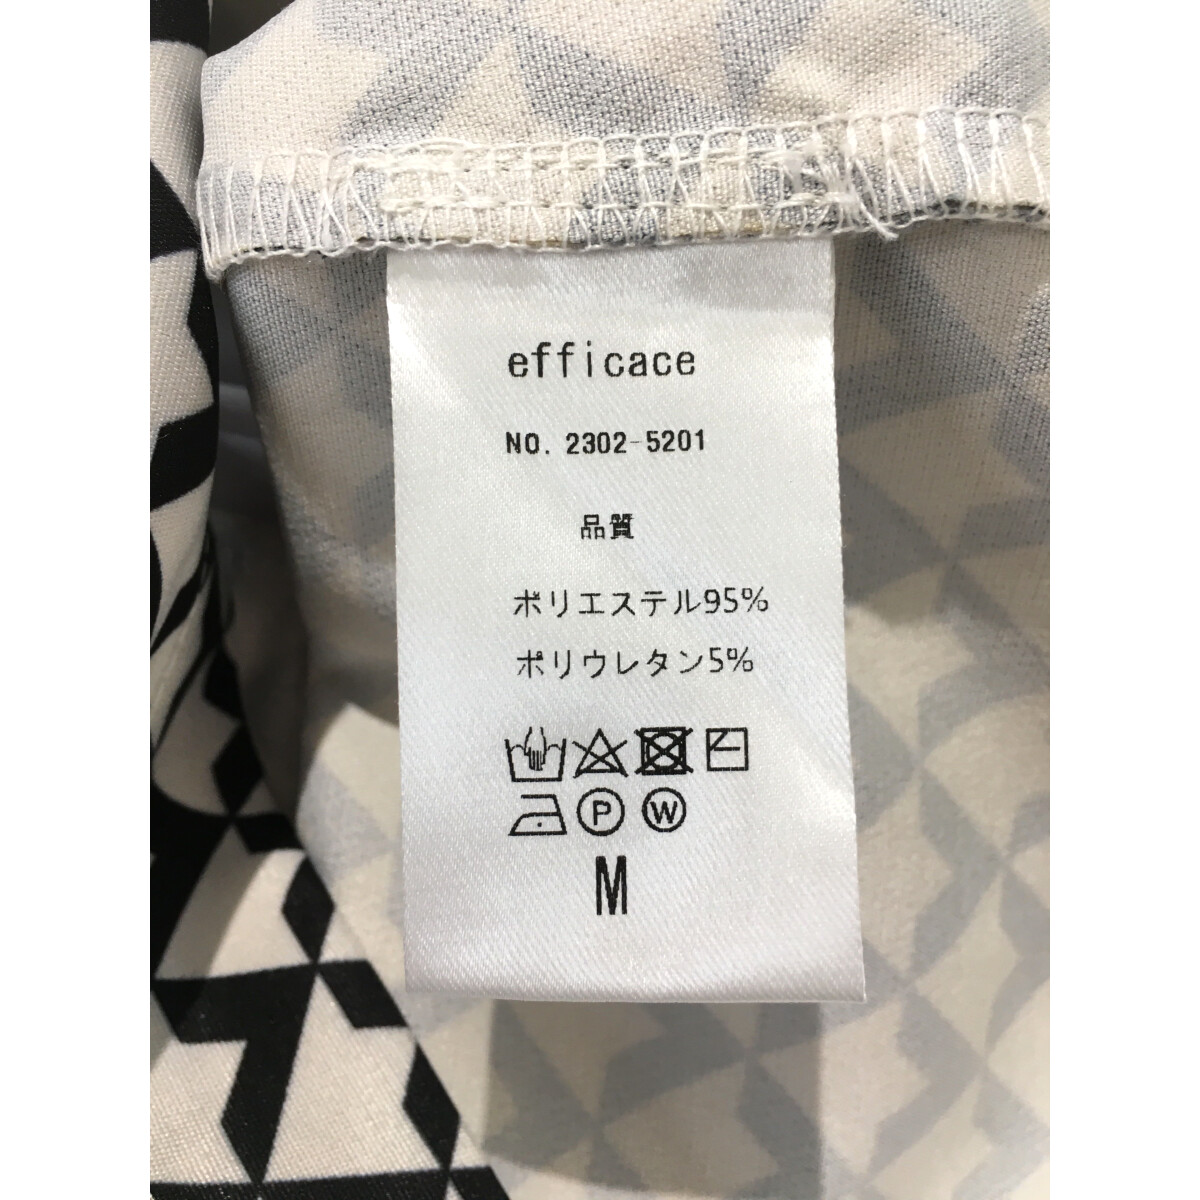 efficace
NO. 2302-5201
品質
ポリエステル95%
ポリウレタン5%
P W
M